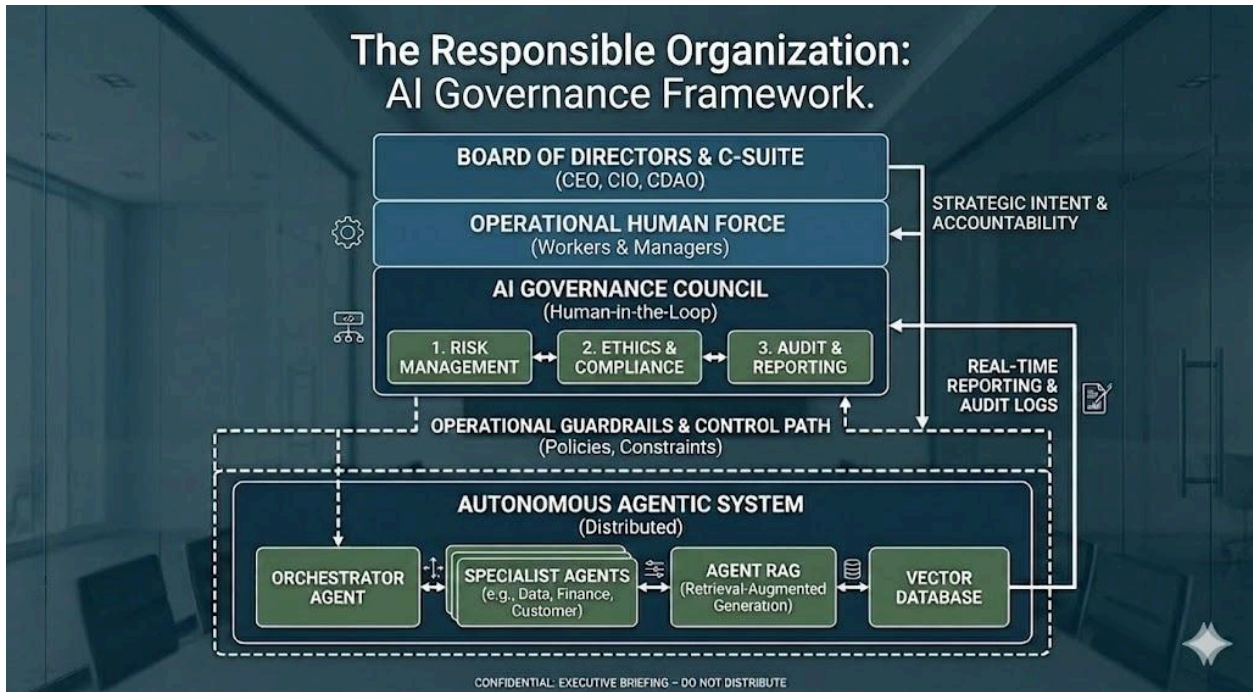 The Responsible Organization:
AI Governance Framework.
BOARD OF DIRECTORS & C-SUITE
(CEO, CIO, CDAO)
STRATEGIC INTENT &
ACCOUNTABILITY
OPERATIONAL HUMAN FORCE
(Workers & Managers)
AI GOVERNANCE COUNCIL
(Human-in-the-Loop)
1. RISK
MANAGEMENT
2. ETHICS &
COMPLIANCE
3. AUDIT &
REPORTING
REAL-TIME
REPORTING &
AUDIT LOGS
OPERATIONAL GUARDRAILS & CONTROL PATH
(Policies, Constraints)
AUTONOMOUS AGENTIC SYSTEM
(Distributed)
ORCHESTRATOR
AGENT
SPECIALIST AGENTS
(e.g., Data, Finance,
Customer)
AGENT RAG
(Retrieval-Augmented
Generation)
VECTOR
DATABASE
CONFIDENTIAL: EXECUTIVE BRIEFING – DO NOT DISTRIBUTE